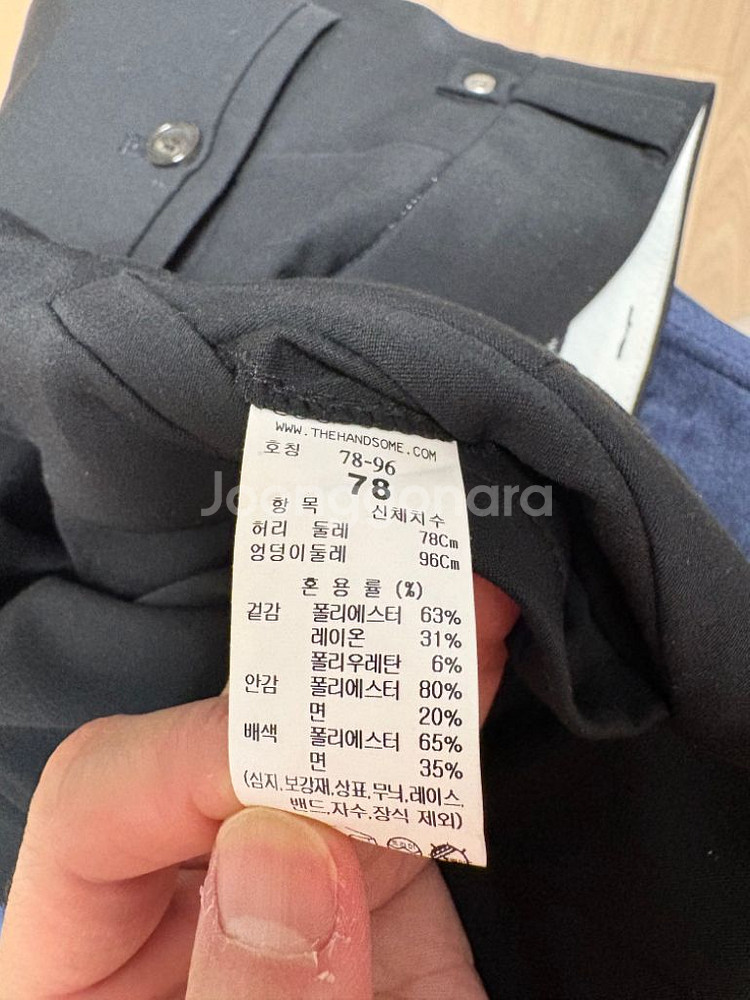 WWW.THEHANDSOME.COM
호칭 78-96
78
항 목 신체치수
허리 둘레 78Cm
엉덩이둘레 96Cm
혼 용 률 (%)
겉감 폴리에스터 63%
레이온 31%
폴리우레탄 6%
안감 폴리에스터 80%
면 20%
배색 폴리에스터 65%
면 35%
(심지,보강재,상표,무늬,레이스,
밴드,자수,장식 제외)
Joonggonara